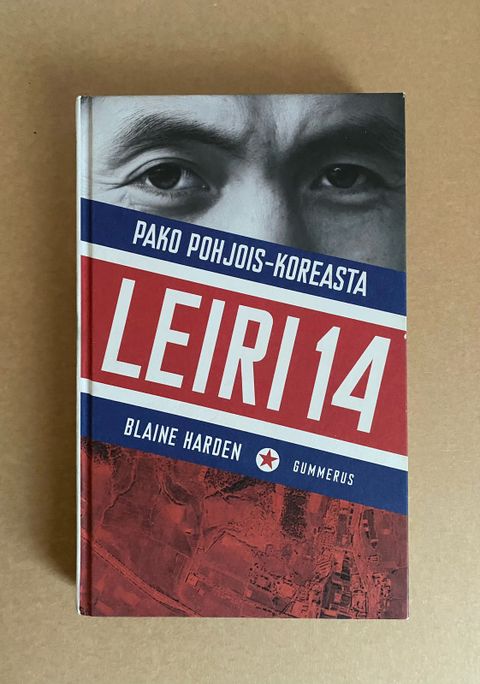 PAKO POHJOIS-KOREASTA
LEIRI 14
BLAINE HARDEN
GUMMERUS